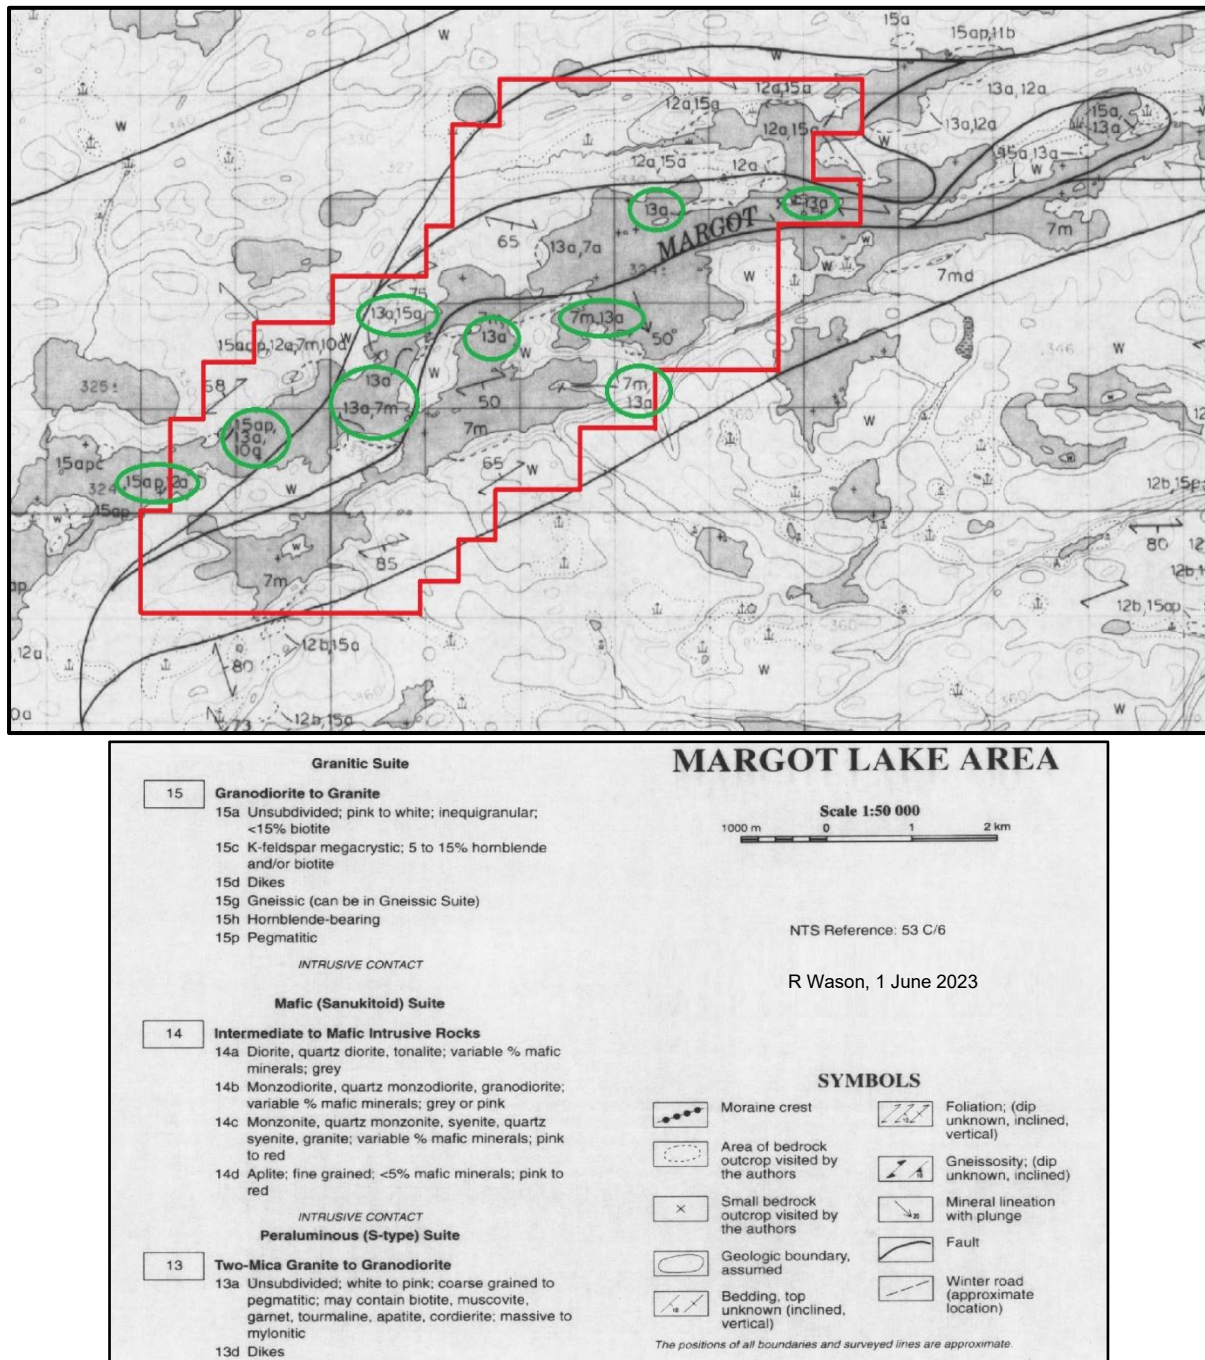 15a
15ap,11b
W
W
W
340
330
12a,15a
12a,15a
13a,12a
15a,
13a
12a,15a
13a,12a
W
W
15a,13a
W
12a,15a
12a
13a
13a
MARGOT
65
13a,7a
W
7m
324±
W
W
7md
75
13a,15a
7m,
13a
7m,13a
50°
W
15ap,12a,7m,10a
W
W
346
W
325±
68
13a
13a,7m
W
50
7m,
13a
360
15ap,
13a,
10a
7m
15apc
324
15ap,12a
65
W
W
12b,15p
15ap
W
85
80
7m
12b,15ap
12a
80
12b,15a
W
W
73
12b,15a
Granitic Suite
15 Granodiorite to Granite
15a Unsubdivided; pink to white; inequigranular;
<15% biotite
15c K-feldspar megacrystic; 5 to 15% hornblende
and/or biotite
15d Dikes
15g Gneissic (can be in Gneissic Suite)
15h Hornblende-bearing
15p Pegmatitic
INTRUSIVE CONTACT
Mafic (Sanukitoid) Suite
14 Intermediate to Mafic Intrusive Rocks
14a Diorite, quartz diorite, tonalite; variable % mafic
minerals; grey
14b Monzodiorite, quartz monzodiorite, granodiorite;
variable % mafic minerals; grey or pink
14c Monzonite, quartz monzonite, syenite, quartz
syenite, granite; variable % mafic minerals; pink
to red
14d Aplite; fine grained; <5% mafic minerals; pink to
red
INTRUSIVE CONTACT
Peraluminous (S-type) Suite
13 Two-Mica Granite to Granodiorite
13a Unsubdivided; white to pink; coarse grained to
pegmatitic; may contain biotite, muscovite,
garnet, tourmaline, apatite, cordierite; massive to
mylonitic
13d Dikes
MARGOT LAKE AREA
Scale 1:50 000
1000 m 0 1 2 km
NTS Reference: 53 C/6
R Wason, 1 June 2023
SYMBOLS
Moraine crest
Area of bedrock
outcrop visited by
the authors
Small bedrock
outcrop visited by
the authors
Geologic boundary,
assumed
Bedding, top
unknown (inclined,
vertical)
Foliation; (dip
unknown, inclined,
vertical)
Gneissosity; (dip
unknown, inclined)
Mineral lineation
with plunge
Fault
Winter road
(approximate
location)
The positions of all boundaries and surveyed lines are approximate.